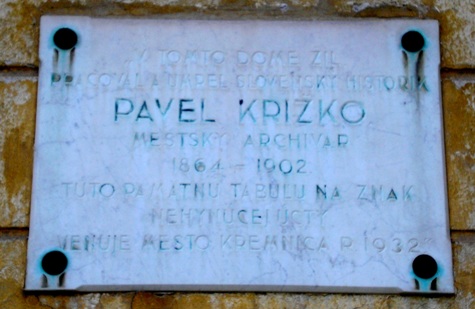 V TOMTO DOME ŽIL
PRACOVAL A UMREL SLOVENSKÝ HISTORIK
PAVEL KRIŽKO
MESTSKÝ ARCHIVÁR
1864 – 1902.
TÚTO PAMÄTNÚ TABUĽU NA ZNAK
NEHYNÚCEJ ÚCTY
VENUJE MESTO KREMNICA R. 1932